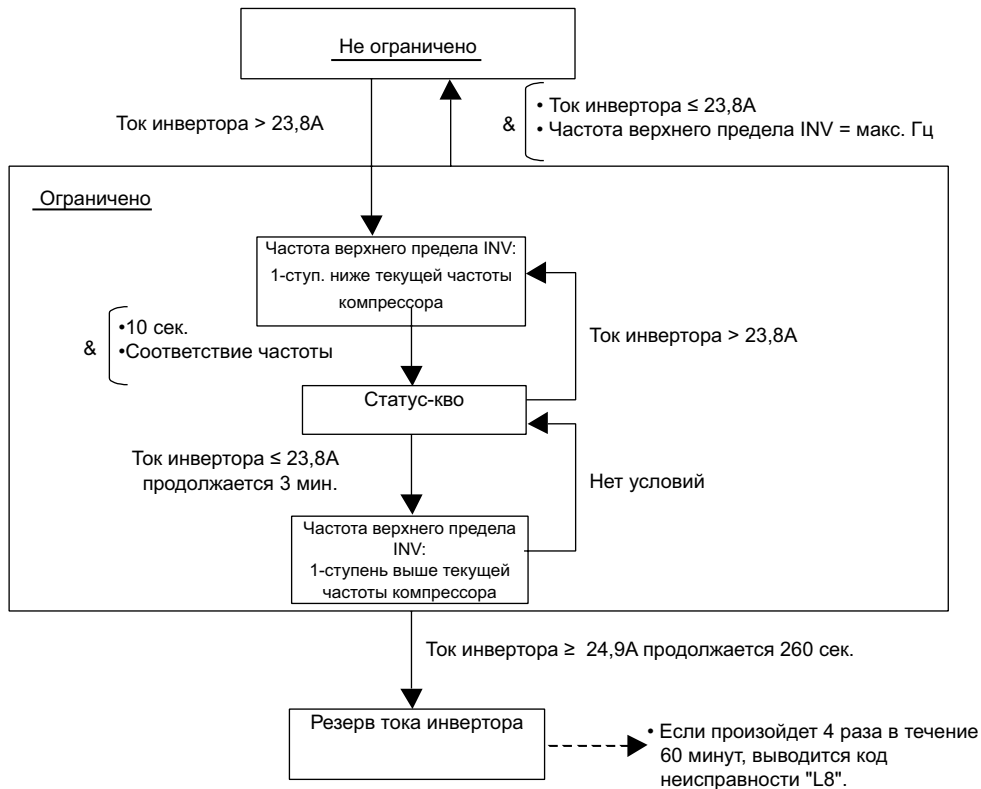 Не ограничено
Ток инвертора > 23,8А
&
• Ток инвертора ≤ 23,8А
• Частота верхнего предела INV = макс. Гц
Ограничено
Частота верхнего предела INV:
1-ступ. ниже текущей частоты
компрессора
&
•10 сек.
•Соответствие частоты
Ток инвертора > 23,8А
Статус-кво
Ток инвертора ≤ 23,8А
продолжается 3 мин.
Нет условий
Частота верхнего предела
INV:
1-ступень выше текущей
частоты компрессора
Ток инвертора ≥ 24,9А продолжается 260 сек.
Резерв тока инвертора
• Если произойдет 4 раза в течение
60 минут, выводится код
неисправности "L8".